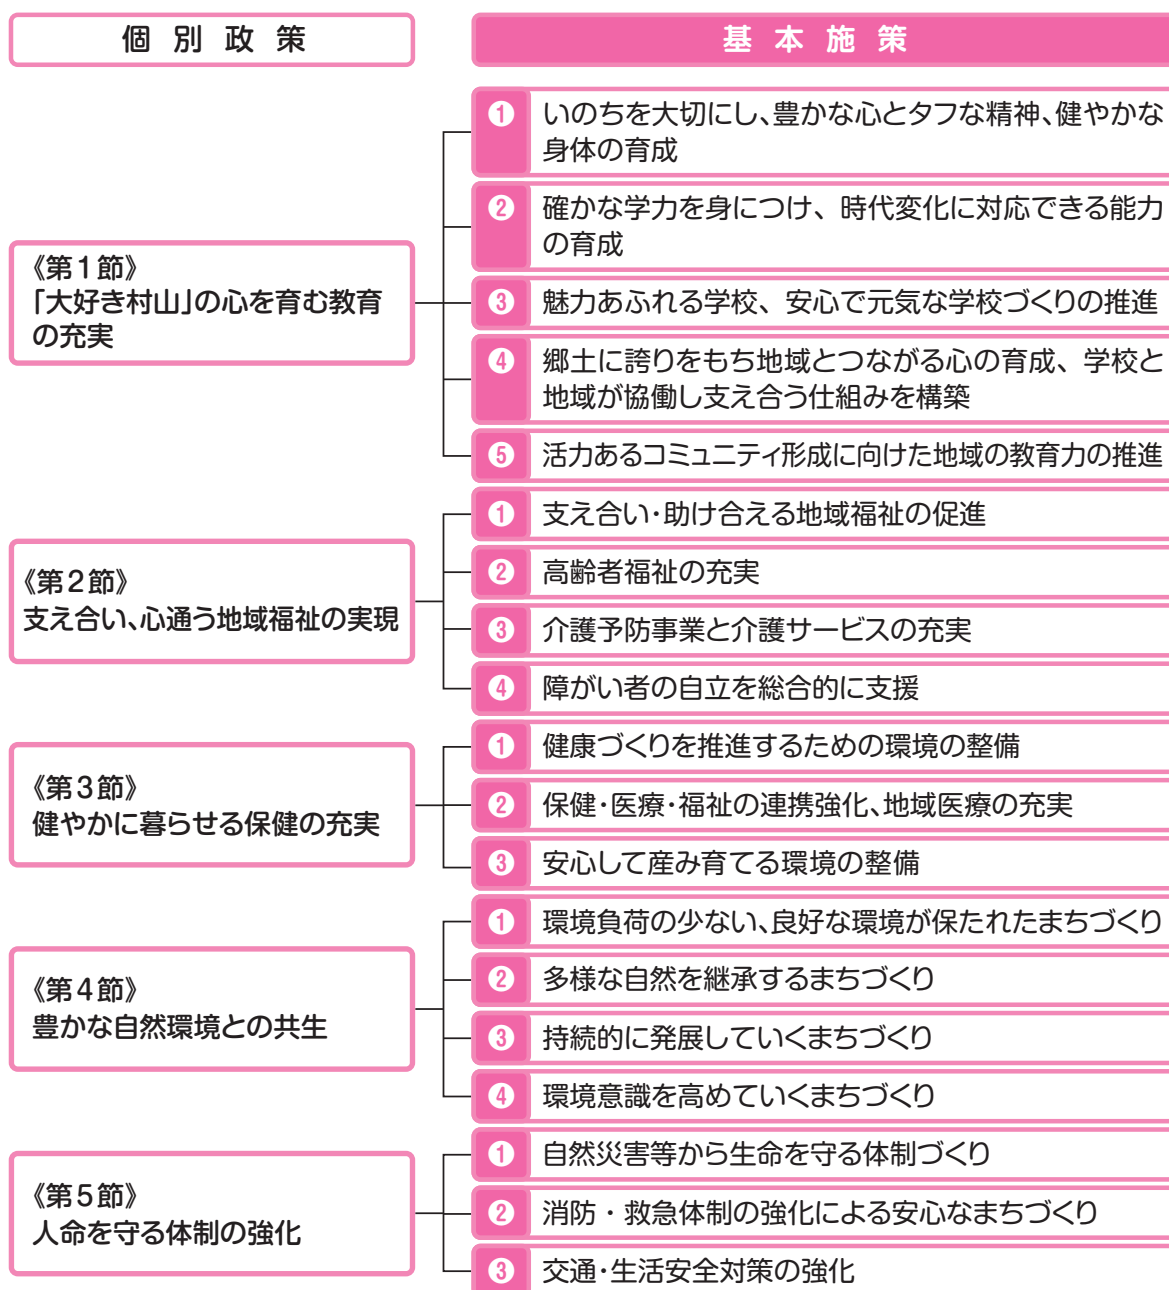 個別政策
基本施策
《第1節》
「大好き村山」の心を育む教育
の充実
❶ いのちを大切にし、豊かな心とタフな精神、健やかな
身体の育成
❷ 確かな学力を身につけ、時代変化に対応できる能力
の育成
❸ 魅力あふれる学校、安心で元気な学校づくりの推進
❹ 郷土に誇りをもち地域とつながる心の育成、学校と
地域が協働し支え合う仕組みを構築
❺ 活力あるコミュニティ形成に向けた地域の教育力の推進
《第2節》
支え合い、心通う地域福祉の実現
❶ 支え合い・助け合える地域福祉の促進
❷ 高齢者福祉の充実
❸ 介護予防事業と介護サービスの充実
❹ 障がい者の自立を総合的に支援
《第3節》
健やかに暮らせる保健の充実
❶ 健康づくりを推進するための環境の整備
❷ 保健・医療・福祉の連携強化、地域医療の充実
❸ 安心して産み育てる環境の整備
《第4節》
豊かな自然環境との共生
❶ 環境負荷の少ない、良好な環境が保たれたまちづくり
❷ 多様な自然を継承するまちづくり
❸ 持続的に発展していくまちづくり
❹ 環境意識を高めていくまちづくり
《第5節》
人命を守る体制の強化
❶ 自然災害等から生命を守る体制づくり
❷ 消防・救急体制の強化による安心なまちづくり
❸ 交通・生活安全対策の強化